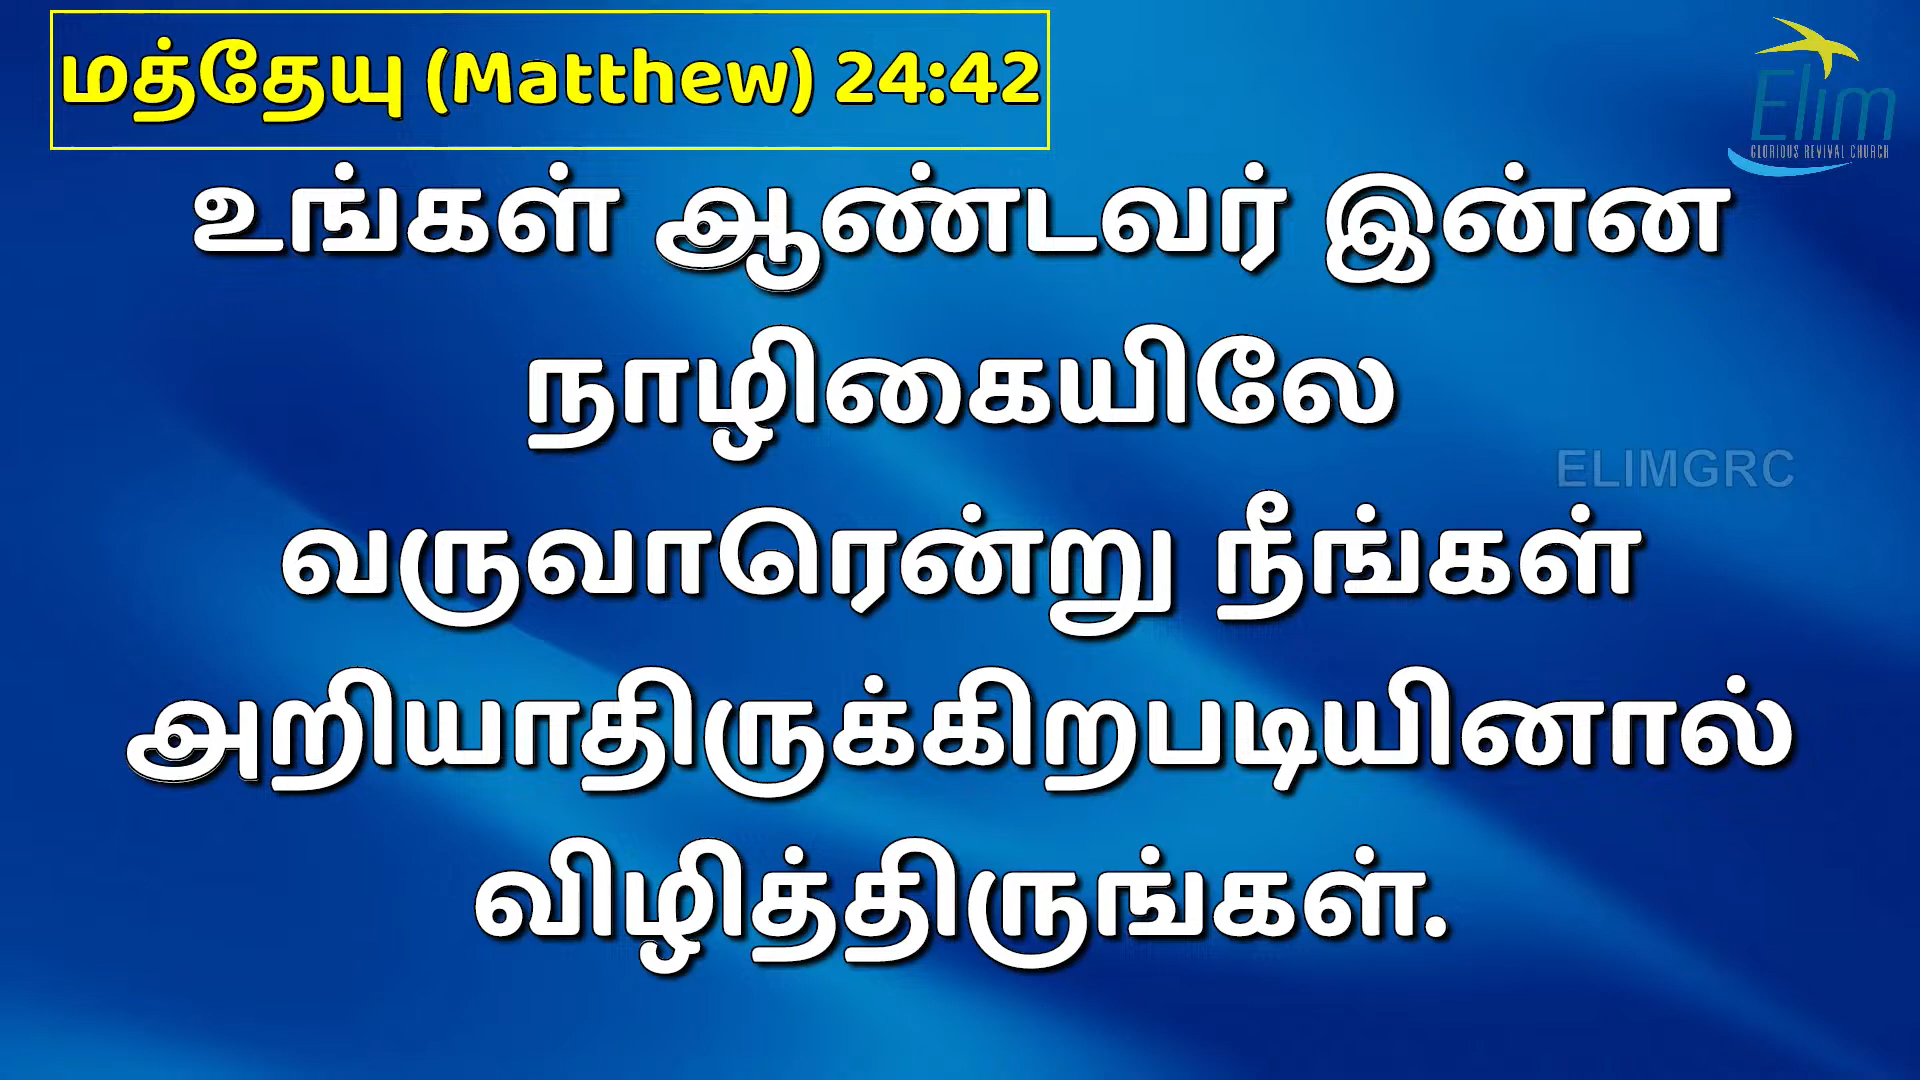 மத்தேயு (Matthew) 24:42
Elim
GLORIOUS REVIVAL CHURCH
உங்கள் ஆண்டவர் இன்ன
நாழிகையிலே
ELIMGRC
வருவாரென்று நீங்கள்
அறியாதிருக்கிறபடியினால்
விழித்திருங்கள்.